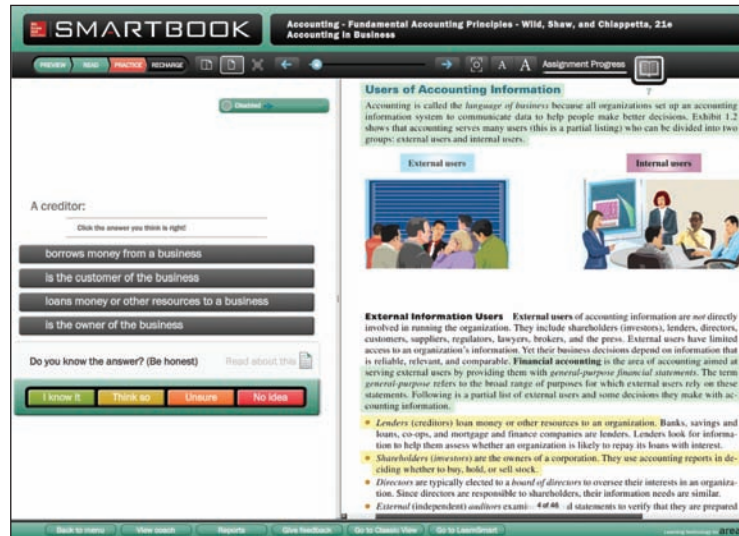 SMARTBOOK
Accounting - Fundamental Accounting Principles - Wild, Shaw, and Chiappetta, 21e
Accounting in Business
PREVIEW READ PRACTICE RECHARGE
A A Assignment Progress
7
Disabled
A creditor:
Click the answer you think is right!
borrows money from a business
is the customer of the business
loans money or other resources to a business
is the owner of the business
Do you know the answer? (Be honest) Read about this
I know it Think so Unsure No idea
Users of Accounting Information
Accounting is called the language of business because all organizations set up an accounting
information system to communicate data to help people make better decisions. Exhibit 1.2
shows that accounting serves many users (this is a partial listing) who can be divided into two
groups: external users and internal users.
External users Internal users
External Information Users External users of accounting information are not directly
involved in running the organization. They include shareholders (investors), lenders, directors,
customers, suppliers, regulators, lawyers, brokers, and the press. External users have limited
access to an organization's information. Yet their business decisions depend on information that
is reliable, relevant, and comparable. Financial accounting is the area of accounting aimed at
serving external users by providing them with general-purpose financial statements. The term
general-purpose refers to the broad range of purposes for which external users rely on these
statements. Following is a partial list of external users and some decisions they make with ac-
counting information.
• Lenders (creditors) loan money or other resources to an organization. Banks, savings and
loans, co-ops, and mortgage and finance companies are lenders. Lenders look for informa-
tion to help them assess whether an organization is likely to repay its loans with interest.
• Shareholders (investors) are the owners of a corporation. They use accounting reports in de-
ciding whether to buy, hold, or sell stock.
• Directors are typically elected to a board of directors to oversee their interests in an organiza-
tion. Since directors are responsible to shareholders, their information needs are similar.
• External (independent) auditors exami 4 of 46 d statements to verify that they are prepared
Back to menu View coach Reports Give feedback Go to Classic View Go to LearnSmart
area